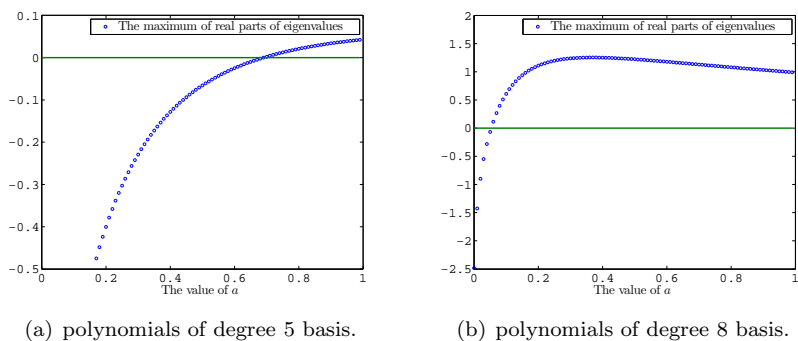 The maximum of real parts of eigenvalues
0.1
0
−0.1
−0.2
−0.3
−0.4
−0.5
0 0.2 0.4 0.6 0.8 1
The value of a
(a) polynomials of degree 5 basis.
The maximum of real parts of eigenvalues
2
1.5
1
0.5
0
−0.5
−1
−1.5
−2
−2.5
0 0.2 0.4 0.6 0.8 1
The value of a
(b) polynomials of degree 8 basis.